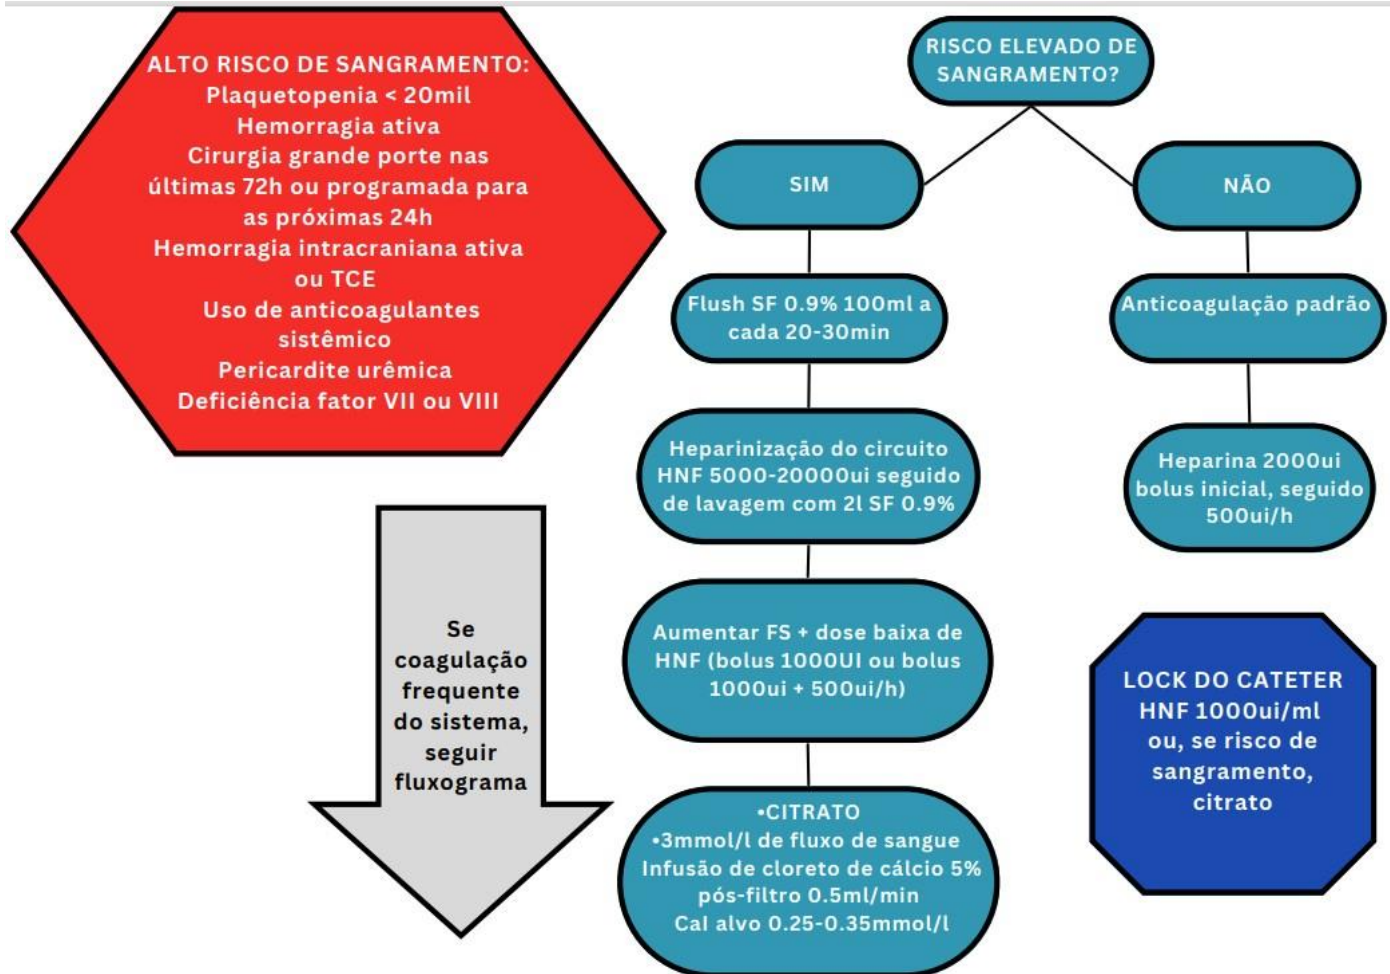 ALTO RISCO DE SANGRAMENTO:
Plaquetopenia < 20mil
Hemorragia ativa
Cirurgia grande porte nas
últimas 72h ou programada para
as próximas 24h
Hemorragia intracraniana ativa
ou TCE
Uso de anticoagulantes
sistêmico
Pericardite urêmica
Deficiência fator VII ou VIII
Se
coagulação
frequente
do sistema,
seguir
fluxograma
RISCO ELEVADO DE
SANGRAMENTO?
SIM
NÃO
Flush SF 0.9% 100ml a
cada 20-30min
Anticoagulação padrão
Heparinização do circuito
HNF 5000-20000ui seguido
de lavagem com 2l SF 0.9%
Heparina 2000ui
bolus inicial, seguido
500ui/h
Aumentar FS + dose baixa de
HNF (bolus 1000UI ou bolus
1000ui + 500ui/h)
•CITRATO
•3mmol/l de fluxo de sangue
Infusão de cloreto de cálcio 5%
pós-filtro 0.5ml/min
CaI alvo 0.25-0.35mmol/l
LOCK DO CATETER
HNF 1000ui/ml
ou, se risco de
sangramento,
citrato